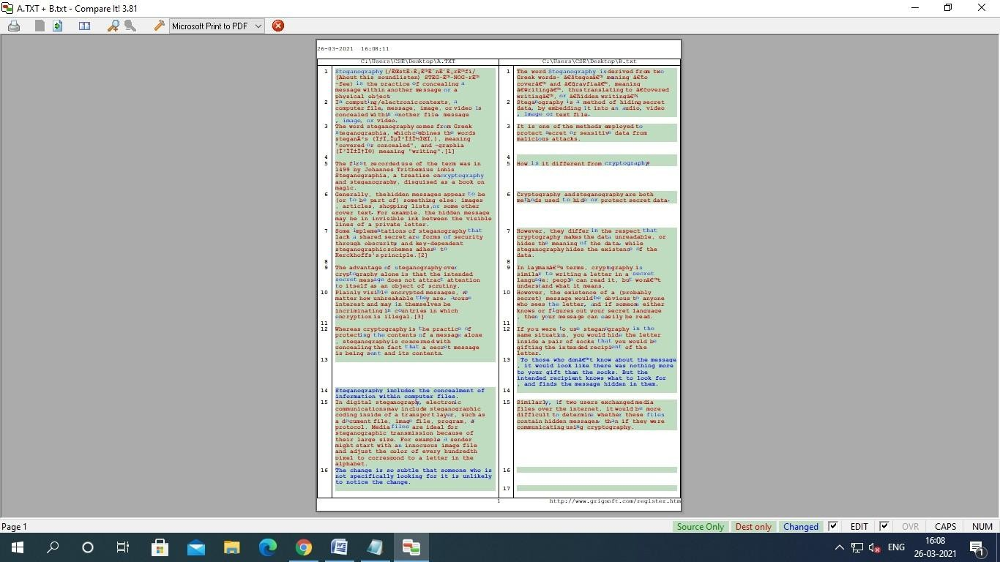 A.TXT + B.txt - Compare It! 3.81
Microsoft Print to PDF
26-03-2021 16:08:11
C:\Users\CSE\Desktop\A.TXT
1 Steganography
(About this soundlisten) STEG-
-fee) is the practice of concealing a
message within another message or a
physical object.
2 In computing/electronic contexts, a
computer file, message, image, or video is
concealed within another file, message
, image, or video.
3 The word steganography comes from Greek
steganographia, which combines the words
meaning
"covered or concealed", and -graphia
meaning "writing".[1]
4
5 The first recorded use of the term was in
1499 by Johannes Trithemius in his
Steganographia, a treatise on cryptography
and steganography, disguised as a book on
magic.
6 Generally, the hidden messages appear to be
(or to be part of) something else: images
, articles, shopping lists, or some other
cover text. For example, the hidden message
may be in invisible ink between the visible
lines of a private letter.
7 Some implementations of steganography that
lack a shared secret are forms of security
through obscurity, and key-dependent
steganographic schemes adhere to
Kerckhoffs's principle.[2]
8
9 The advantage of steganography over
cryptography alone is that the intended
secret message does not attract attention
to itself as an object of scrutiny.
10 Plainly visible encrypted messages, no
matter how unbreakable they are, arouse
interest and may in themselves be
incriminating in countries in which
encryption is illegal.[3]
11
12 Whereas cryptography is the practice of
protecting the contents of a message alone
, steganography is concerned with
concealing the fact that a secret message
is being sent and its contents.
13
14 Steganography includes the concealment of
information within computer files.
15 In digital steganography, electronic
communications may include steganographic
coding inside of a transport layer, such as
a document file, image file, program, or
protocol. Media files are ideal for
steganographic transmission because of
their large size. For example a sender
might start with an innocuous image file
and adjust the color of every hundredth
pixel to correspond to a letter in the
alphabet.
16 The change is so subtle that someone who is
not specifically looking for it is unlikely
to notice the change.
C:\Users\CSE\Desktop\B.txt
1 The word Steganography is derived from two
Greek words- â€˜stegosâ€™ meaning â€˜to
coverâ€™ and â€˜grayfiaâ€™, meaning
â€˜writingâ€™, thus translating to â€˜covered
writingâ€™, or â€˜hidden writingâ€™.
2 Steganography is a method of hiding secret
data, by embedding it into an audio, video
, image or text file.
3 It is one of the methods employed to
protect secret or sensitive data from
malicious attacks.
4
5 How is it different from cryptography?
6 Cryptography and steganography are both
methods used to hide or protect secret data.
7 However, they differ in the respect that
cryptography makes the data unreadable, or
hides the meaning of the data, while
steganography hides the existence of the
data.
8
9 In laymanâ€™s terms, cryptography is
similar to writing a letter in a secret
language: people can read it, but wonâ€™t
understand what it means.
10 However, the existence of a (probably
secret) message would be obvious to anyone
who sees the letter, and if someone either
knows or figures out your secret language
, then your message can easily be read.
11
12 If you were to use steganography in the
same situation, you would hide the letter
inside a pair of socks that you would be
gifting the intended recipient of the
letter.
13 To those who donâ€™t know about the message
, it would look like there was nothing more
to your gift than the socks. But the
intended recipient knows what to look for
, and finds the message hidden in them.
14
15 Similarly, if two users exchanged media
files over the internet, it would be more
difficult to determine whether these files
contain hidden messages, than if they were
communicating using cryptography.
16
17
1 http://www.grigsoft.com/register.htm
Page 1
Source Only Dest only Changed EDIT OVR CAPS NUM
ENG 16:08
26-03-2021
1